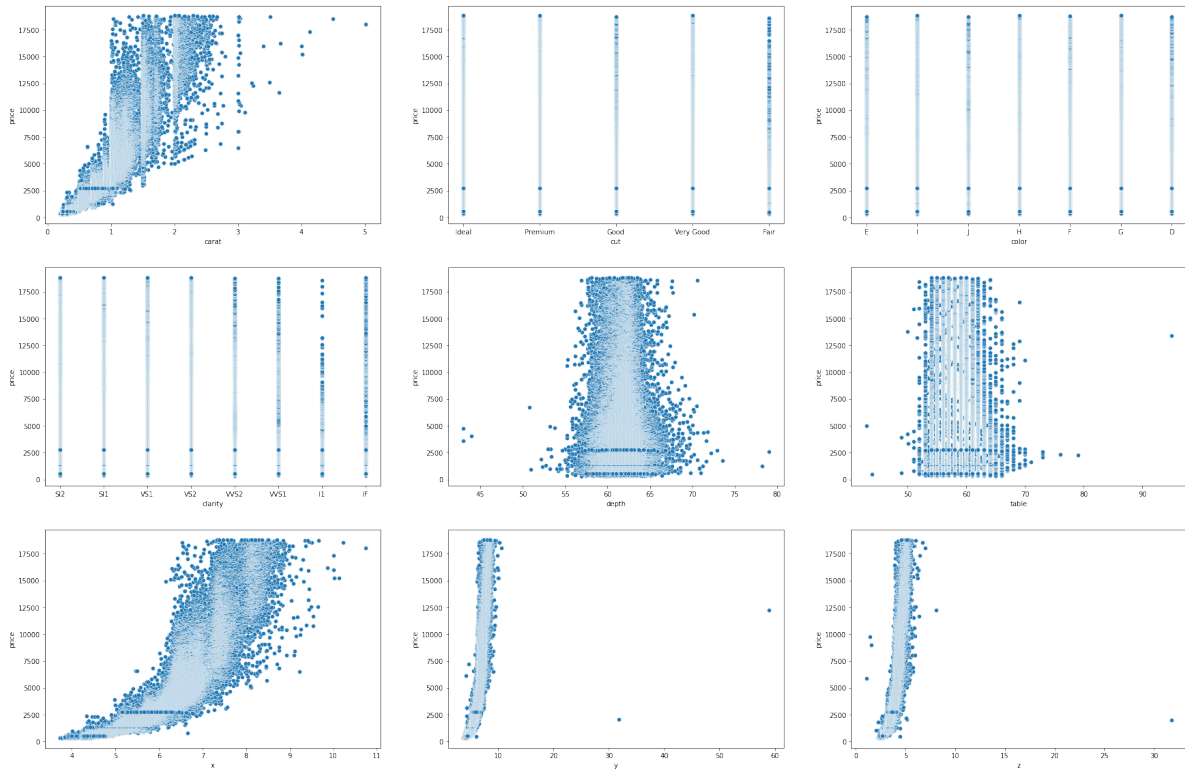 17500 17500 17500
15000 15000 15000
12500 12500 12500
price 10000 price 10000 price 10000
7500 7500 7500
5000 5000 5000
2500 2500 2500
0 0 0
0 1 2 3 4 5 Ideal Premium Good Very Good Fair E I J H F G D
carat cut color
17500 17500 17500
15000 15000 15000
12500 12500 12500
price 10000 price 10000 price 10000
7500 7500 7500
5000 5000 5000
2500 2500 2500
0 0 0
SI2 SI1 VS1 VS2 VVS2 VVS1 I1 IF 45 50 55 60 65 70 75 80 50 60 70 80 90
clarity depth table
17500 17500 17500
15000 15000 15000
12500 12500 12500
price 10000 price 10000 price 10000
7500 7500 7500
5000 5000 5000
2500 2500 2500
0 0 0
4 5 6 7 8 9 10 11 10 20 30 40 50 60 5 10 15 20 25 30
x y z